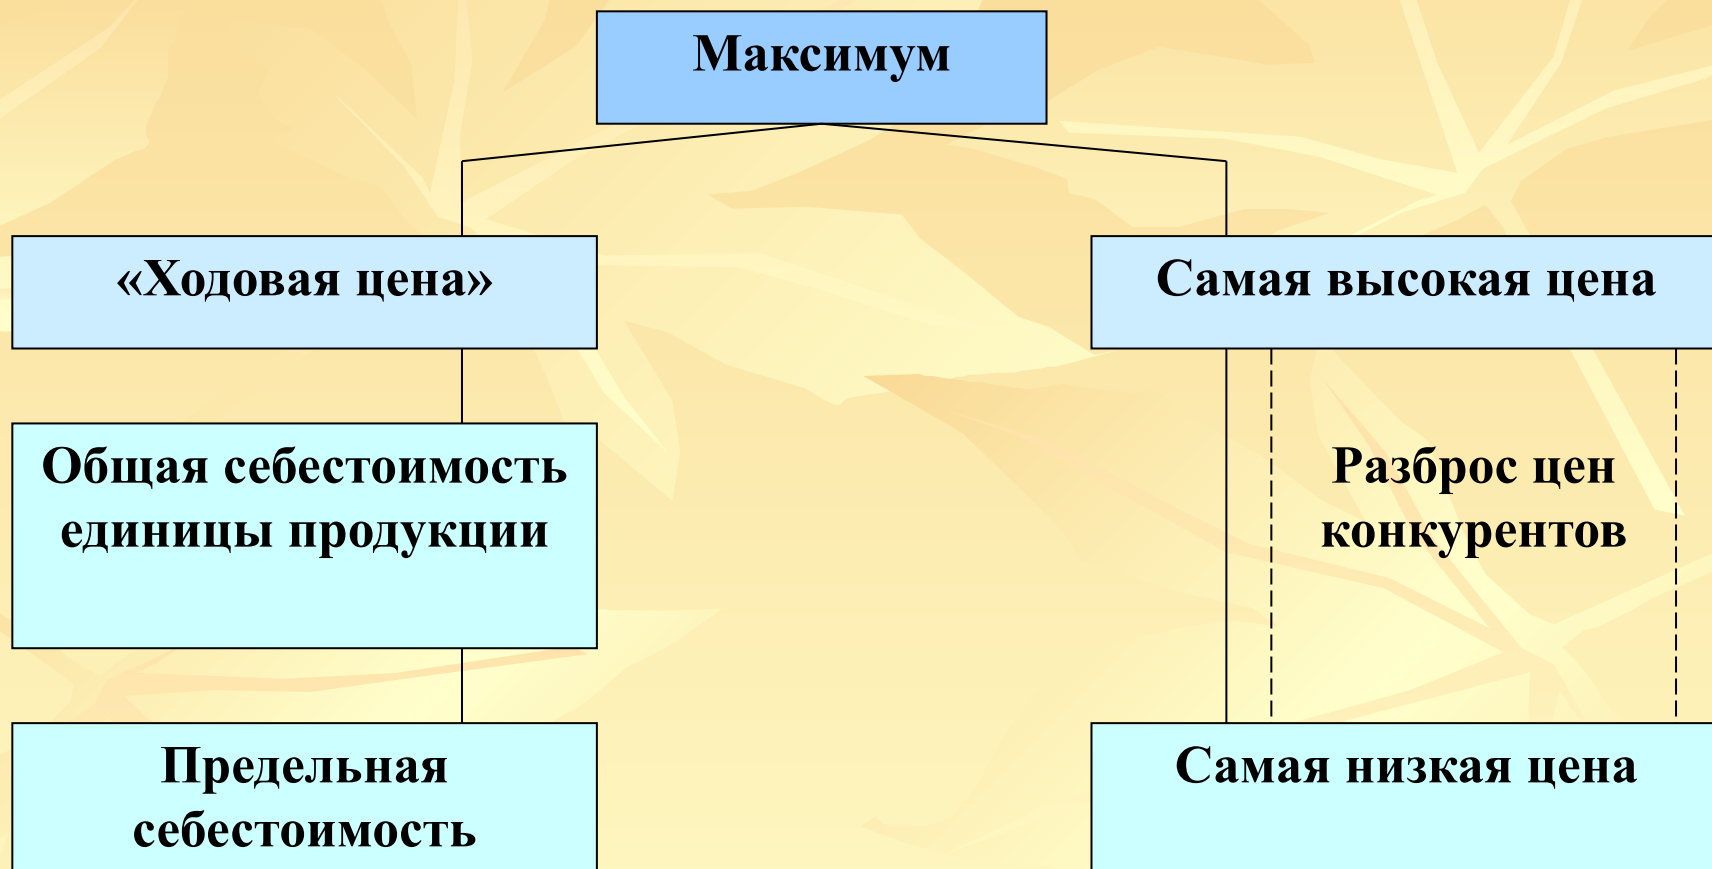 Максимум
«Ходовая цена»
Самая высокая цена
Общая себестоимость
единицы продукции
Разброс цен
конкурентов
Предельная
себестоимость
Самая низкая цена